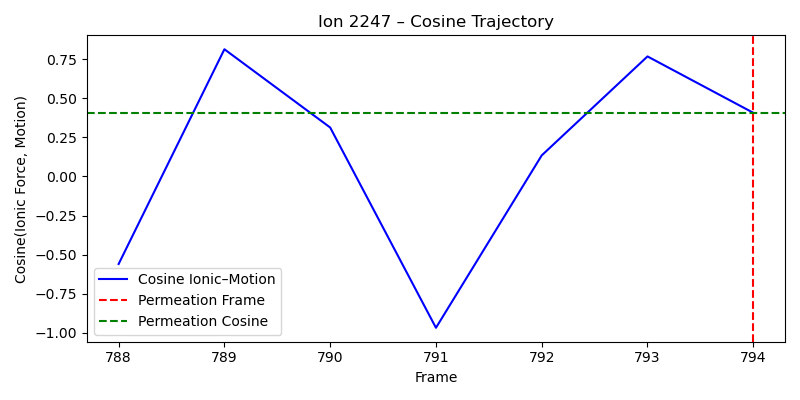 Ion 2247 – Cosine Trajectory
Cosine(Ionic Force, Motion)
0.75
0.50
0.25
0.00
−0.25
−0.50
−0.75
−1.00
Cosine Ionic–Motion
Permeation Frame
Permeation Cosine
788 789 790 791 792 793 794
Frame